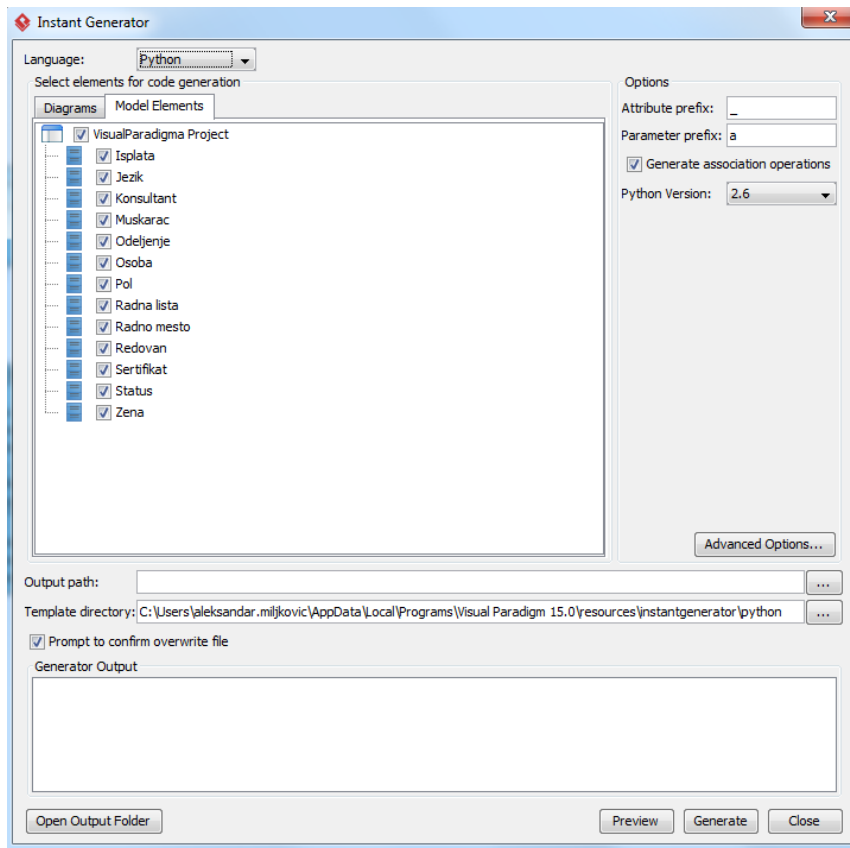 Instant Generator
Language: Python
Select elements for code generation
Options
Diagrams Model Elements
Attribute prefix: _
VisualParadigma Project
Parameter prefix: a
Isplata
Generate association operations
Jezik
Konsultant
Python Version: 2.6
Muskarac
Odeljenje
Osoba
Pol
Radna lista
Radno mesto
Redovan
Sertifikat
Status
Zena
Advanced Options...
Output path: ...
Template directory: C:\Users\aleksandar.miljkovic\AppData\Local\Programs\Visual Paradigm 15.0\resources\instantgenerator\python ...
Prompt to confirm overwrite file
Generator Output
Open Output Folder Preview Generate Close